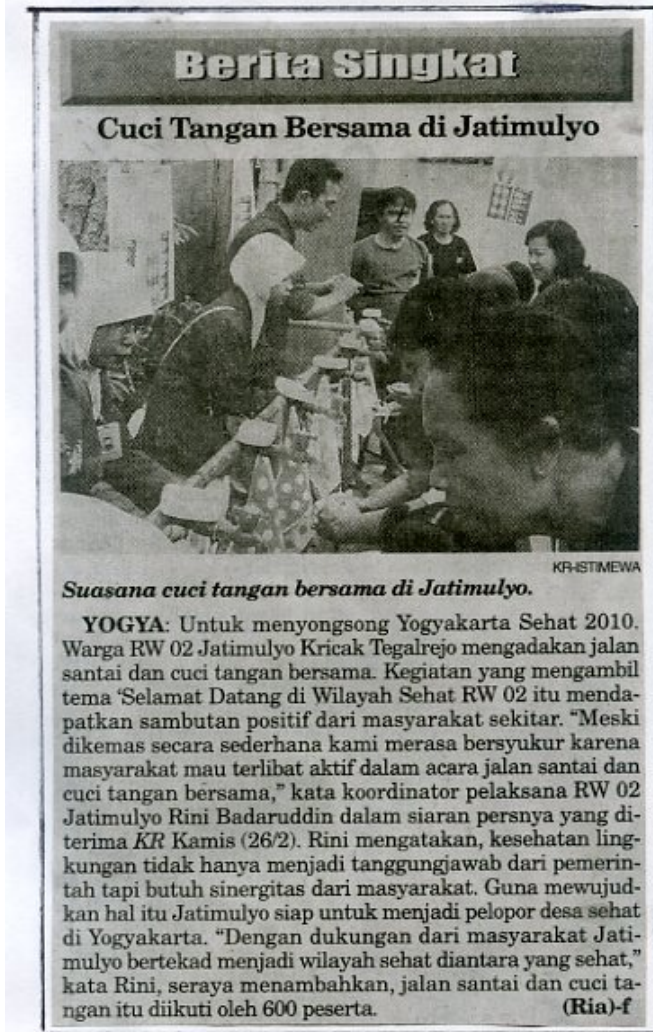 Berita Singkat
Cuci Tangan Bersama di Jatimulyo
KR-ISTIMEWA
Suasana cuci tangan bersama di Jatimulyo.
YOGYA: Untuk menyongsong Yogyakarta Sehat 2010.
Warga RW 02 Jatimulyo Kricak Tegalrejo mengadakan jalan
santai dan cuci tangan bersama. Kegiatan yang mengambil
tema ‘Selamat Datang di Wilayah Sehat RW 02 itu menda-
patkan sambutan positif dari masyarakat sekitar. “Meski
dikemas secara sederhana kami merasa bersyukur karena
masyarakat mau terlibat aktif dalam acara jalan santai dan
cuci tangan bersama,” kata koordinator pelaksana RW 02
Jatimulyo Rini Badaruddin dalam siaran persnya yang di-
terima KR Kamis (26/2). Rini mengatakan, kesehatan ling-
kungan tidak hanya menjadi tanggungjawab dari pemerin-
tah tapi butuh sinergitas dari masyarakat. Guna mewujud-
kan hal itu Jatimulyo siap untuk menjadi pelopor desa sehat
di Yogyakarta. “Dengan dukungan dari masyarakat Jati-
mulyo bertekad menjadi wilayah sehat diantara yang sehat,”
kata Rini, seraya menambahkan, jalan santai dan cuci ta-
ngan itu diikuti oleh 600 peserta. (Ria)-f